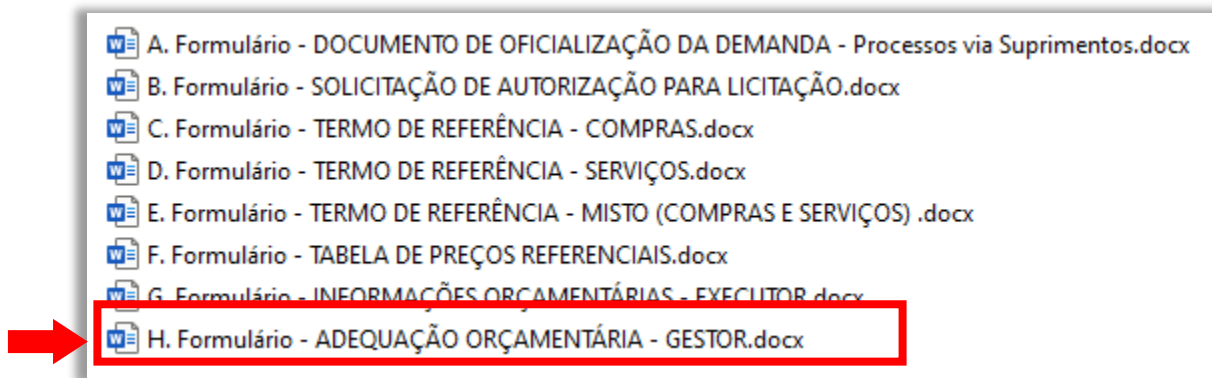 A. Formulário - DOCUMENTO DE OFICIALIZAÇÃO DA DEMANDA - Processos via Suprimentos.docx
B. Formulário - SOLICITAÇÃO DE AUTORIZAÇÃO PARA LICITAÇÃO.docx
C. Formulário - TERMO DE REFERÊNCIA - COMPRAS.docx
D. Formulário - TERMO DE REFERÊNCIA - SERVIÇOS.docx
E. Formulário - TERMO DE REFERÊNCIA - MISTO (COMPRAS E SERVIÇOS) .docx
F. Formulário - TABELA DE PREÇOS REFERENCIAIS.docx
G. Formulário - INFORMAÇÕES ORÇAMENTÁRIAS - EXECUTOR.docx
H. Formulário - ADEQUAÇÃO ORÇAMENTÁRIA - GESTOR.docx